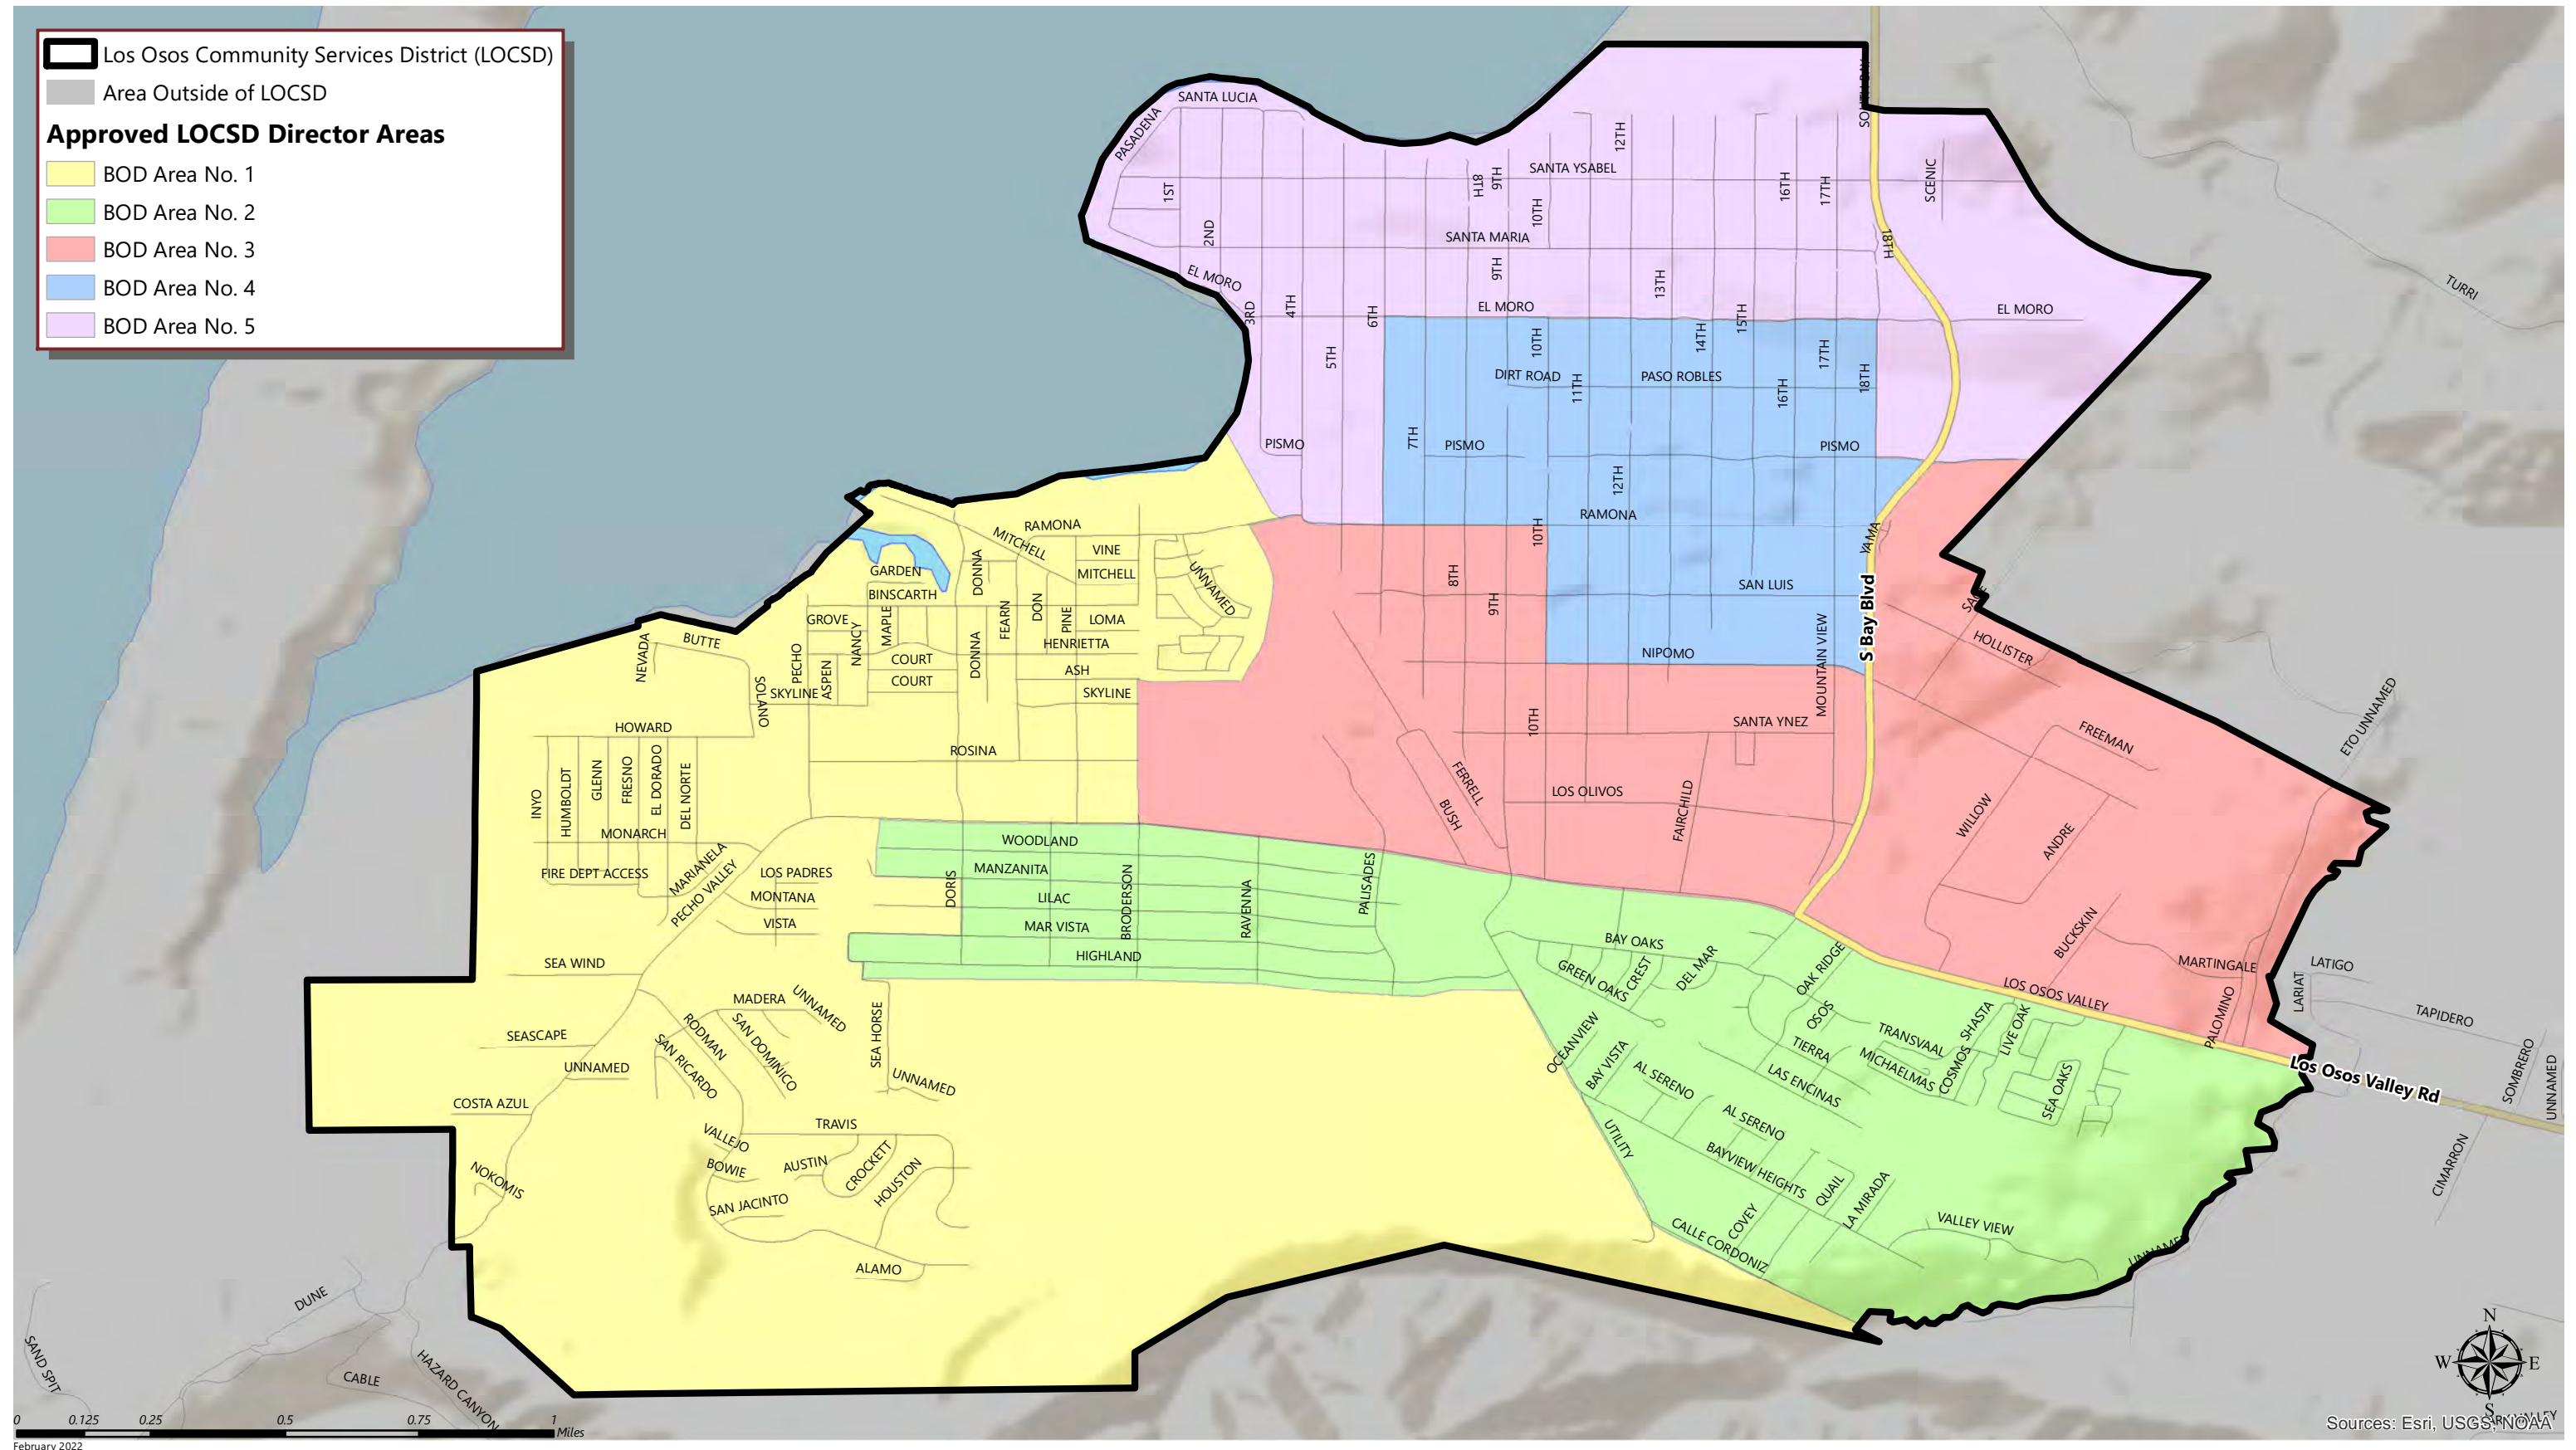 Los Osos Community Services District (LOCSD)
Area Outside of LOCSD
Approved LOCSD Director Areas
BOD Area No. 1
BOD Area No. 2
BOD Area No. 3
BOD Area No. 4
BOD Area No. 5
SANTA LUCIA
PASADENA
12TH
SANTA YSABEL
1ST
8TH
9TH
16TH
17TH
SCENIC
10TH
2ND
SANTA MARIA
18TH
EL MORO
9TH
13TH
TURRI
3RD
4TH
6TH
EL MORO
15TH
EL MORO
5TH
10TH
14TH
17TH
DIRT ROAD
11TH
PASO ROBLES
16TH
18TH
PISMO
7TH
PISMO
PISMO
12TH
RAMONA
MITCHELL
RAMONA
10TH
YAMA
VINE
GARDEN
DONNA
MITCHELL
UNNAMED
8TH
SAN LUIS
S Bay Blvd
BINSCARTH
9TH
GROVE
MAPLE
FEARN
DON
PINE
LOMA
NEVADA
BUTTE
NANCY
HENRIETTA
HOLLISTER
PECHO
COURT
DONNA
NIPOMO
MOUNTAIN VIEW
ASPEN
COURT
ASH
SOLANO
SKYLINE
SKYLINE
ETO UNNAMED
HOWARD
10TH
SANTA YNEZ
FREEMAN
ROSINA
INYO
HUMBOLDT
GLENN
FRESNO
EL DORADO
DEL NORTE
FERRELL
BUSH
LOS OLIVOS
FAIRCHILD
WILLOW
ANDRE
MONARCH
WOODLAND
FIRE DEPT ACCESS
MARIANELA
PECHO VALLEY
LOS PADRES
MANZANITA
MONTANA
DORIS
LILAC
BRODERSON
RAVENNA
PALISADES
VISTA
MAR VISTA
BUCKSKIN
BAY OAKS
SEA WIND
HIGHLAND
GREEN OAKS
CREST
DEL MAR
OAK RIDGE
MARTINGALE
LATIGO
LARIAT
LOS OSOS VALLEY
MADERA
UNNAMED
SEA HORSE
OSOS
SHASTA
LIVE OAK
PALOMINO
TAPIDERO
SEASCAPE
RODMAN
SAN DOMINICO
SAN RICARDO
OCEANVIEW
TRANSVAAL
TIERRA
MICHAELMAS
COSMOS
UNNAMED
UNNAMED
BAY VISTA
AL SERENO
LAS ENCINAS
SEA OAKS
Los Osos Valley Rd
SOMBRERO
UNNAMED
COSTA AZUL
TRAVIS
VALLEJO
AL SERENO
UTILITY
BOWIE
AUSTIN
CROCKETT
HOUSTON
BAYVIEW HEIGHTS
QUAIL
LA MIRADA
CIMARRON
NOKOMIS
SAN JACINTO
COVEY
VALLEY VIEW
CALLE CORDONIZ
ALAMO
DUNE
SAND SPIT
CABLE
HAZARD CANYON
N
W
E
S
0 0.125 0.25 0.5 0.75 1
Miles
February 2022
Sources: Esri, USGS, NOAA